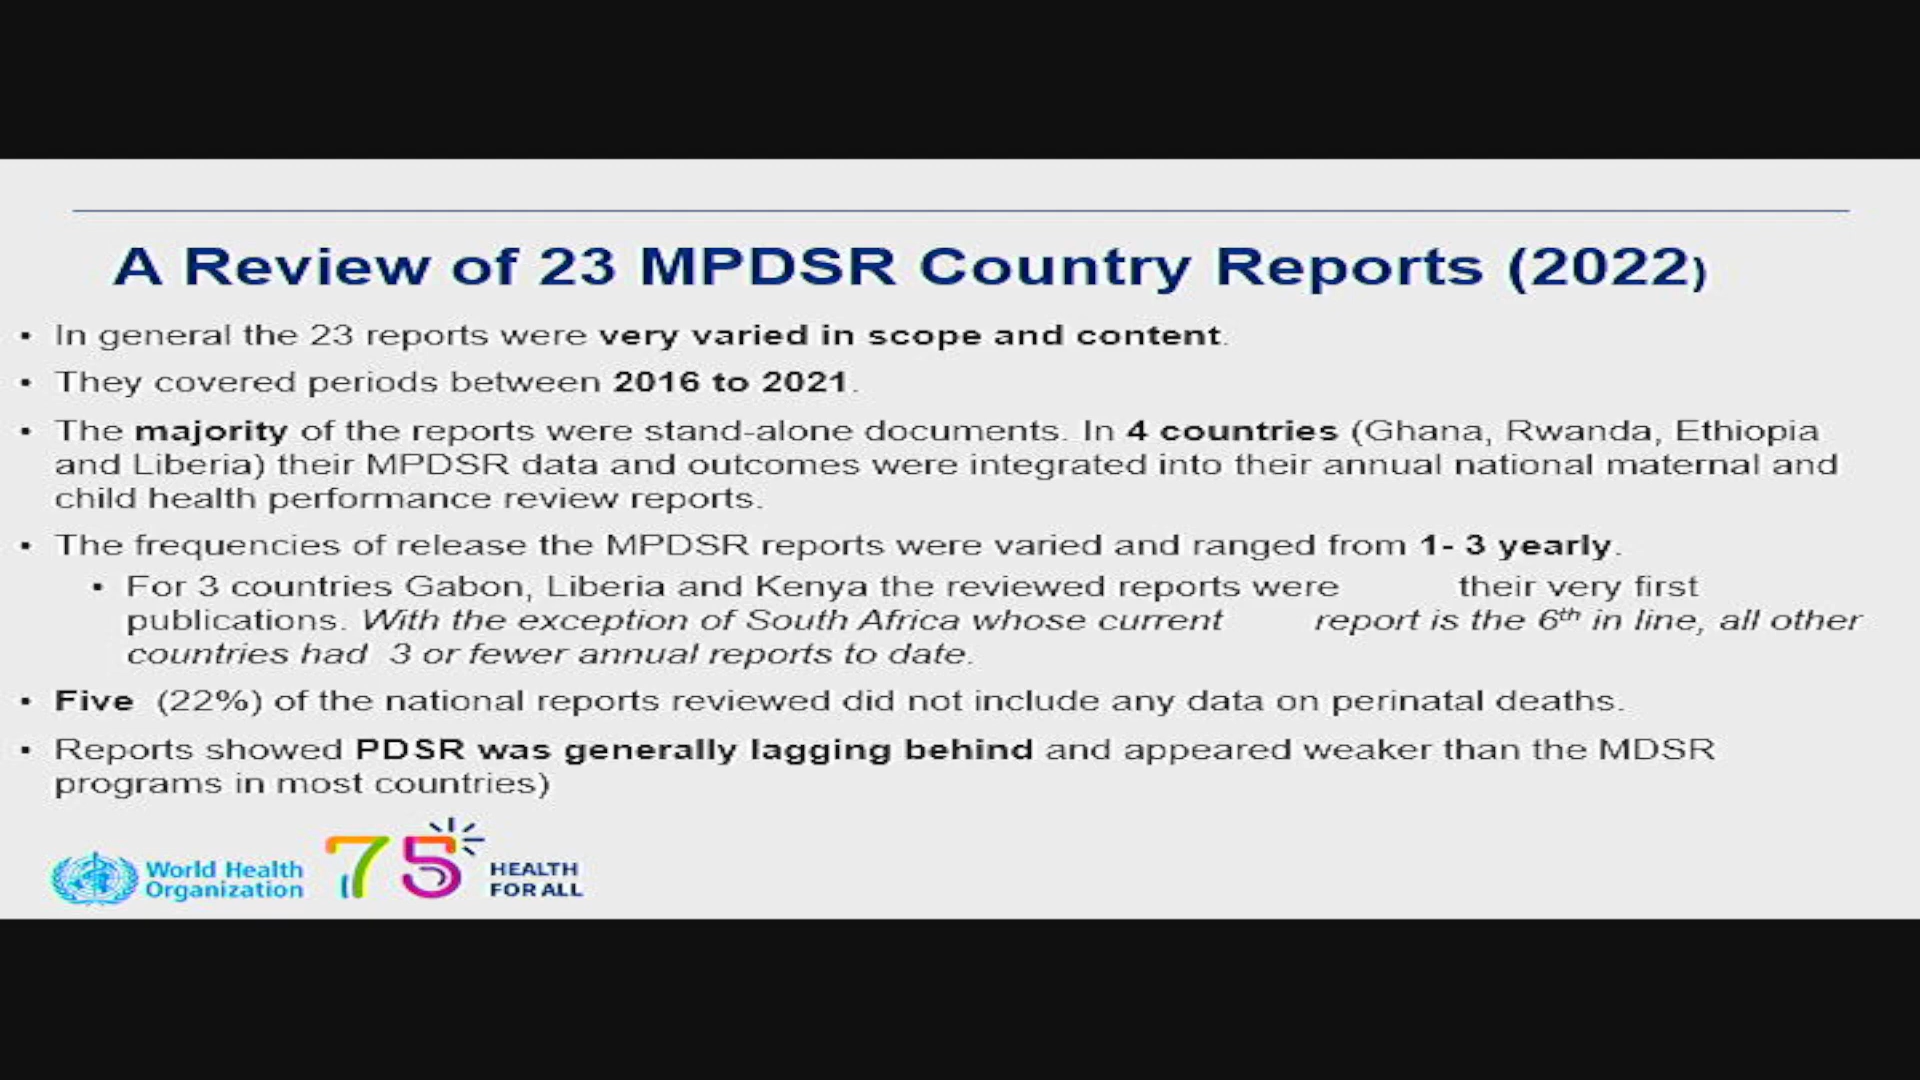 A Review of 23 MPDSR Country Reports (2022)
• In general the 23 reports were very varied in scope and content.
• They covered periods between 2016 to 2021.
• The majority of the reports were stand-alone documents. In 4 countries (Ghana, Rwanda, Ethiopia
and Liberia) their MPDSR data and outcomes were integrated into their annual national maternal and
child health performance review reports.
• The frequencies of release the MPDSR reports were varied and ranged from 1- 3 yearly.
• For 3 countries Gabon, Liberia and Kenya the reviewed reports were their very first
publications. With the exception of South Africa whose current report is the 6th in line, all other
countries had 3 or fewer annual reports to date.
• Five (22%) of the national reports reviewed did not include any data on perinatal deaths.
• Reports showed PDSR was generally lagging behind and appeared weaker than the MDSR
programs in most countries)
World Health
Organization
75
HEALTH
FOR ALL